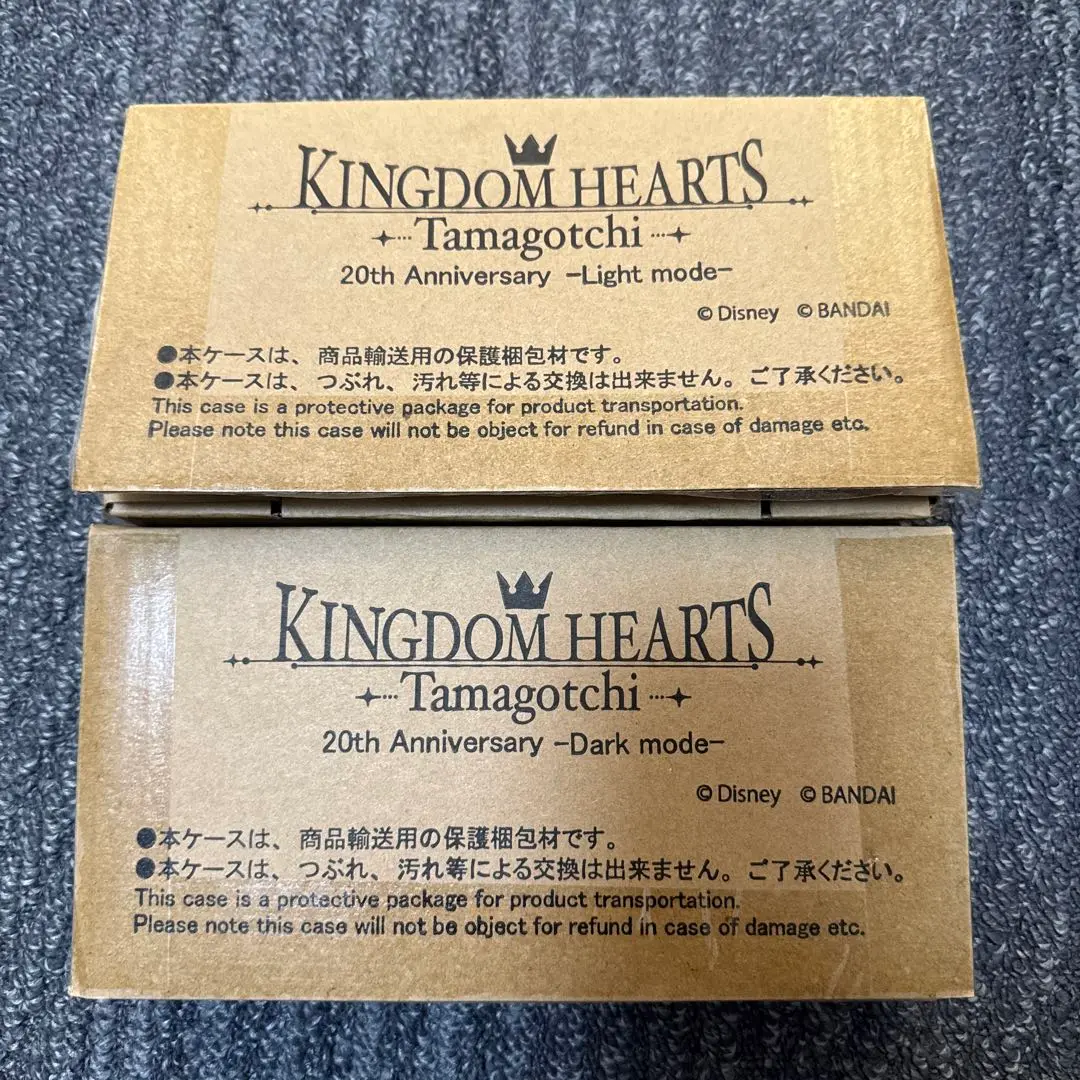 KINGDOM HEARTS
Tamagotchi
20th Anniversary -Light mode-
© Disney © BANDAI
●本ケースは、商品輸送用の保護梱包材です。
●本ケースは、つぶれ、汚れ等による交換は出来ません。ご了承ください。
This case is a protective package for product transportation.
Please note this case will not be object for refund in case of damage etc.
KINGDOM HEARTS
Tamagotchi
20th Anniversary -Dark mode-
© Disney © BANDAI
●本ケースは、商品輸送用の保護梱包材です。
●本ケースは、つぶれ、汚れ等による交換は出来ません。ご了承ください。
This case is a protective package for product transportation.
Please note this case will not be object for refund in case of damage etc.